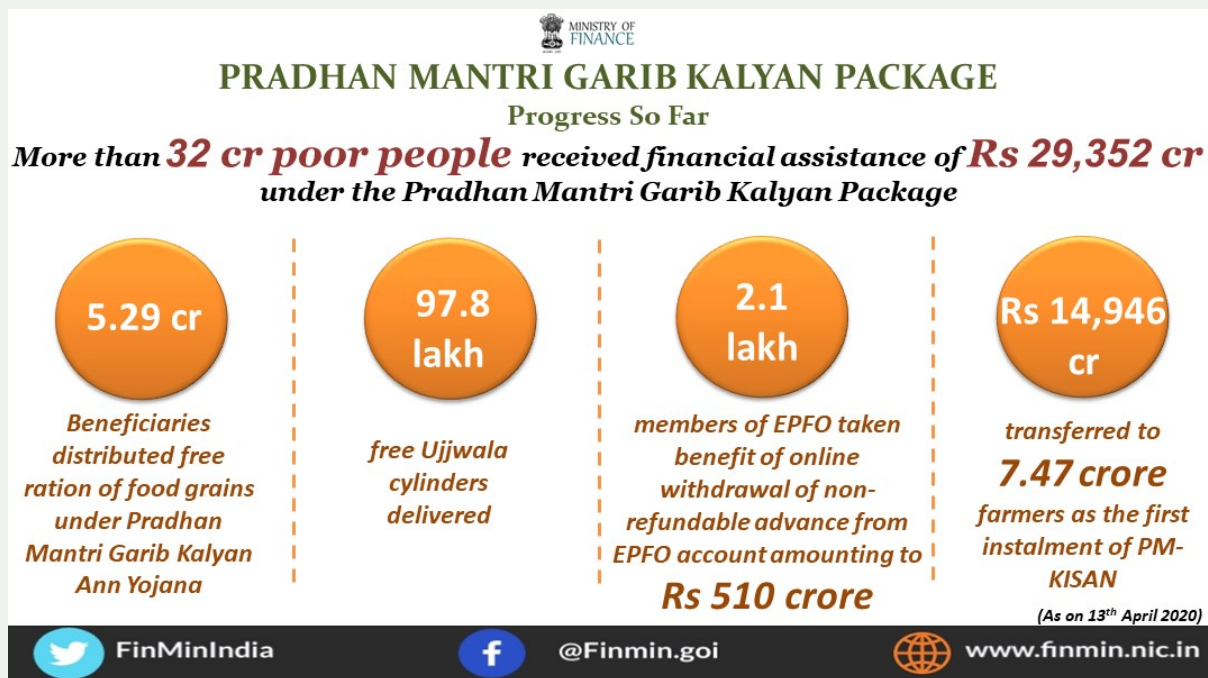 MINISTRY OF
FINANCE
PRADHAN MANTRI GARIB KALYAN PACKAGE
Progress So Far
More than 32 cr poor people received financial assistance of Rs 29,352 cr
under the Pradhan Mantri Garib Kalyan Package
5.29 cr
Beneficiaries
distributed free
ration of food grains
under Pradhan
Mantri Garib Kalyan
Ann Yojana
97.8
lakh
free Ujjwala
cylinders
delivered
2.1
lakh
members of EPFO taken
benefit of online
withdrawal of non-
refundable advance from
EPFO account amounting to
Rs 510 crore
Rs 14,946
cr
transferred to
7.47 crore
farmers as the first
instalment of PM-
KISAN
(As on 13th April 2020)
FinMinIndia
@Finmin.goi
www.finmin.nic.in